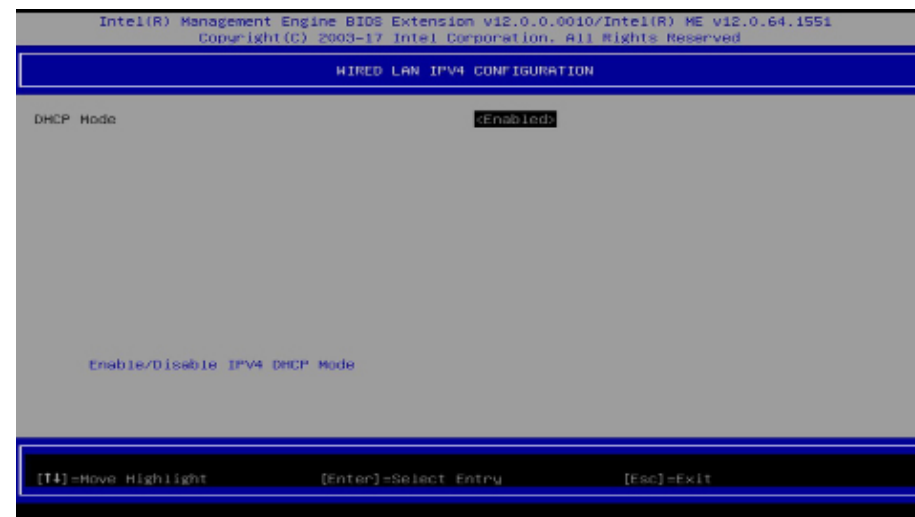 Intel(R) Management Engine BIOS Extension v12.0.0.0010/Intel(R) ME v12.0.64.1551
Copyright(C) 2003-17 Intel Corporation. All Rights Reserved
WIRED LAN IPV4 CONFIGURATION
DHCP Mode <Enabled>
Enable/Disable IPV4 DHCP Mode
[↑↓]=Move Highlight [Enter]=Select Entry [Esc]=Exit